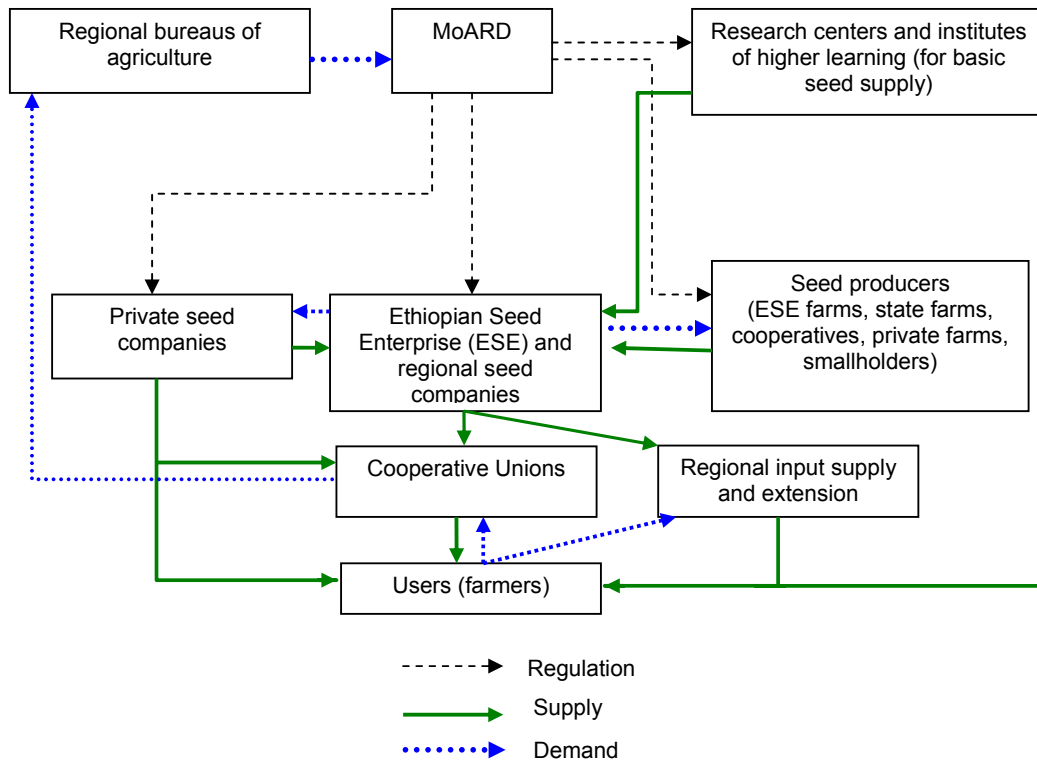 Regional bureaus of
agriculture
MoARD
Research centers and institutes
of higher learning (for basic
seed supply)
Private seed
companies
Ethiopian Seed
Enterprise (ESE) and
regional seed
companies
Seed producers
(ESE farms, state farms,
cooperatives, private farms,
smallholders)
Cooperative Unions
Regional input supply
and extension
Users (farmers)
Regulation
Supply
Demand